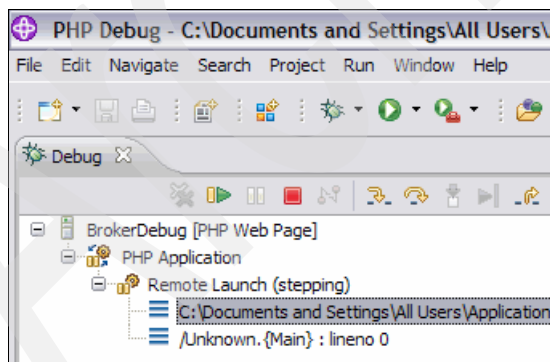 PHP Debug - C:\Documents and Settings\All Users\
File Edit Navigate Search Project Run Window Help
Debug
BrokerDebug [PHP Web Page]
PHP Application
Remote Launch (stepping)
C:\Documents and Settings\All Users\Application
/Unknown.{Main} : lineno 0